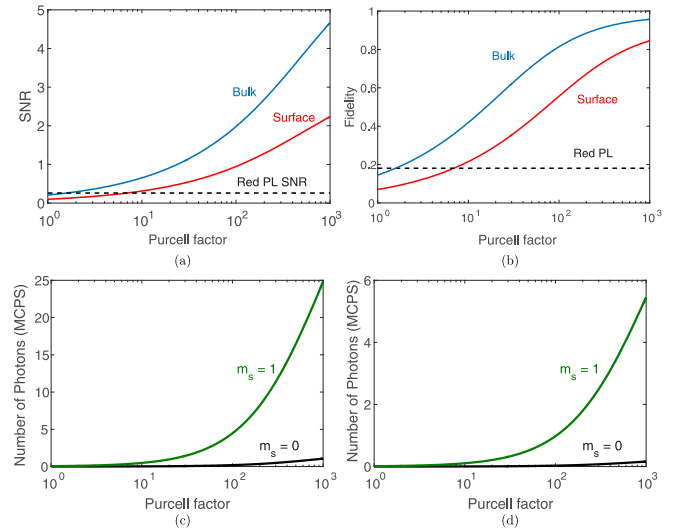 5
4
3
2
1
0
SNR
Bulk
Surface
Red PL SNR
10^0
10^1
10^2
10^3
Purcell factor
(a)
1
0.8
0.6
0.4
0.2
0
Fidelity
Bulk
Surface
Red PL
10^0
10^1
10^2
10^3
Purcell factor
(b)
25
20
15
10
5
0
Number of Photons (MCPS)
m_s = 1
m_s = 0
10^0
10^1
10^2
10^3
Purcell factor
(c)
6
4
2
0
Number of Photons (MCPS)
m_s = 1
m_s = 0
10^0
10^1
10^2
10^3
Purcell factor
(d)